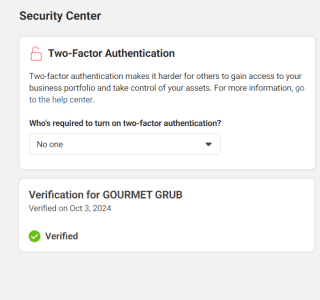 Security Center
Two-Factor Authentication
Two-factor authentication makes it harder for others to gain access to your
business portfolio and take control of your assets. For more information, go
to the help center.
Who's required to turn on two-factor authentication?
No one
Verification for GOURMET GRUB
Verified on Oct 3, 2024
Verified